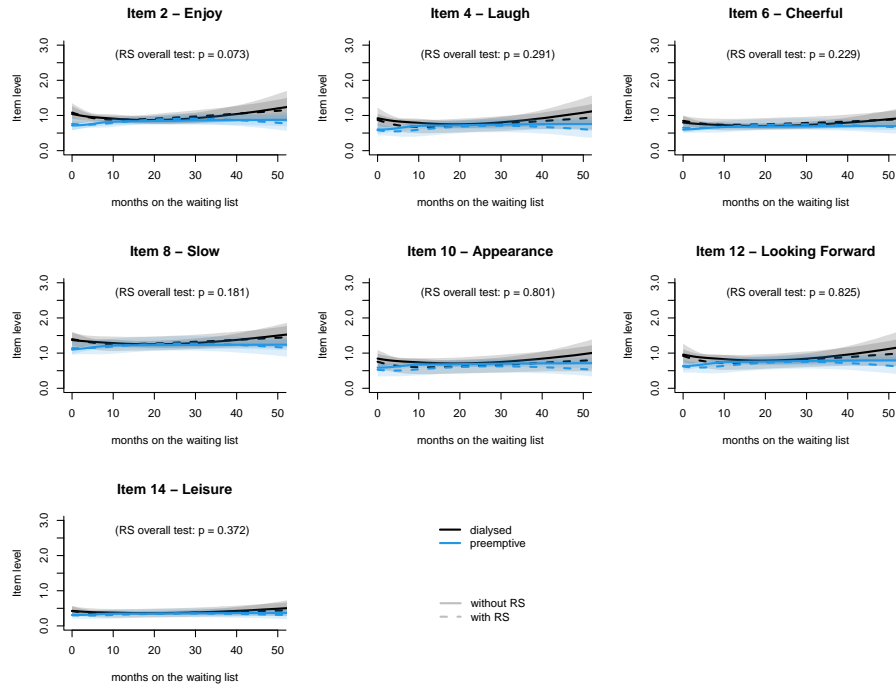 Item 2 – Enjoy
(RS overall test: p = 0.073)
Item level
0.0 1.0 2.0 3.0
0 10 20 30 40 50
months on the waiting list
Item 4 – Laugh
(RS overall test: p = 0.291)
Item level
0.0 1.0 2.0 3.0
0 10 20 30 40 50
months on the waiting list
Item 6 – Cheerful
(RS overall test: p = 0.229)
Item level
0.0 1.0 2.0 3.0
0 10 20 30 40 50
months on the waiting list
Item 8 – Slow
(RS overall test: p = 0.181)
Item level
0.0 1.0 2.0 3.0
0 10 20 30 40 50
months on the waiting list
Item 10 – Appearance
(RS overall test: p = 0.801)
Item level
0.0 1.0 2.0 3.0
0 10 20 30 40 50
months on the waiting list
Item 12 – Looking Forward
(RS overall test: p = 0.825)
Item level
0.0 1.0 2.0 3.0
0 10 20 30 40 50
months on the waiting list
Item 14 – Leisure
(RS overall test: p = 0.372)
Item level
0.0 1.0 2.0 3.0
0 10 20 30 40 50
months on the waiting list
dialysed
preemptive
without RS
with RS